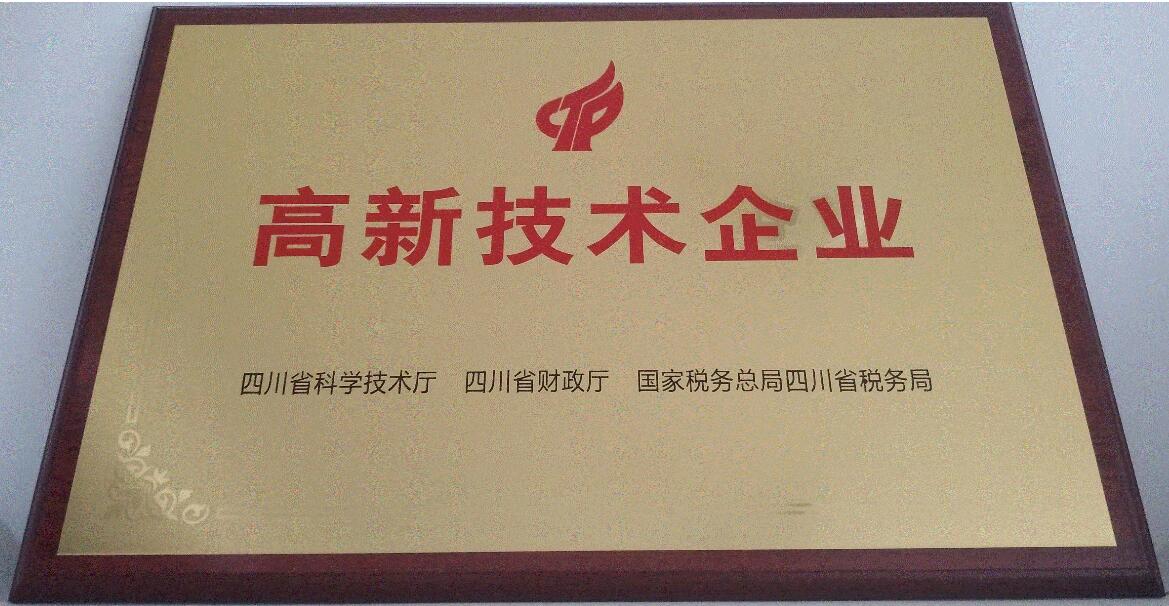 CTP
高新技术企业
四川省科学技术厅 四川省财政厅 国家税务总局四川省税务局